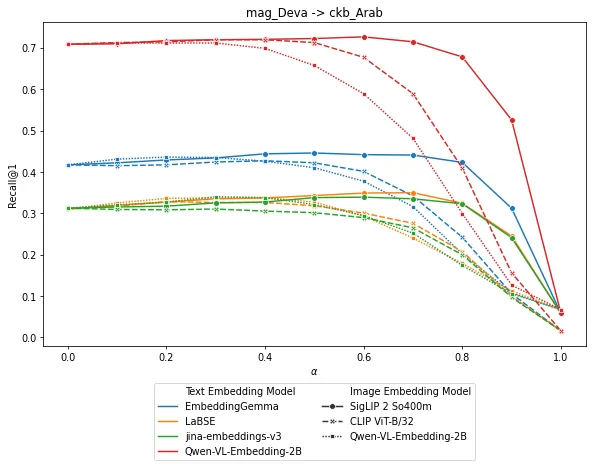 mag_Deva -> ckb_Arab
Recall@1
0.7
0.6
0.5
0.4
0.3
0.2
0.1
0.0
0.0 0.2 0.4 0.6 0.8 1.0
α
Text Embedding Model Image Embedding Model
EmbeddingGemma SigLIP 2 So400m
LaBSE CLIP ViT-B/32
jina-embeddings-v3 Qwen-VL-Embedding-2B
Qwen-VL-Embedding-2B